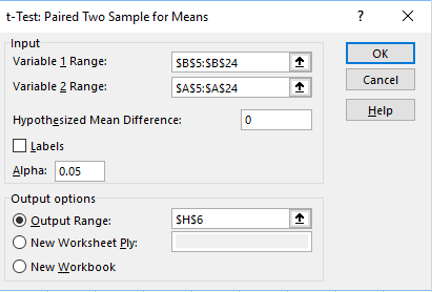 t-Test: Paired Two Sample for Means ? ×
Input
Variable 1 Range: $B$5:$B$24
Variable 2 Range: $A$5:$A$24
Hypothesized Mean Difference: 0
Labels
Alpha: 0.05
Output options
Output Range: $H$6
New Worksheet Ply:
New Workbook
OK
Cancel
Help